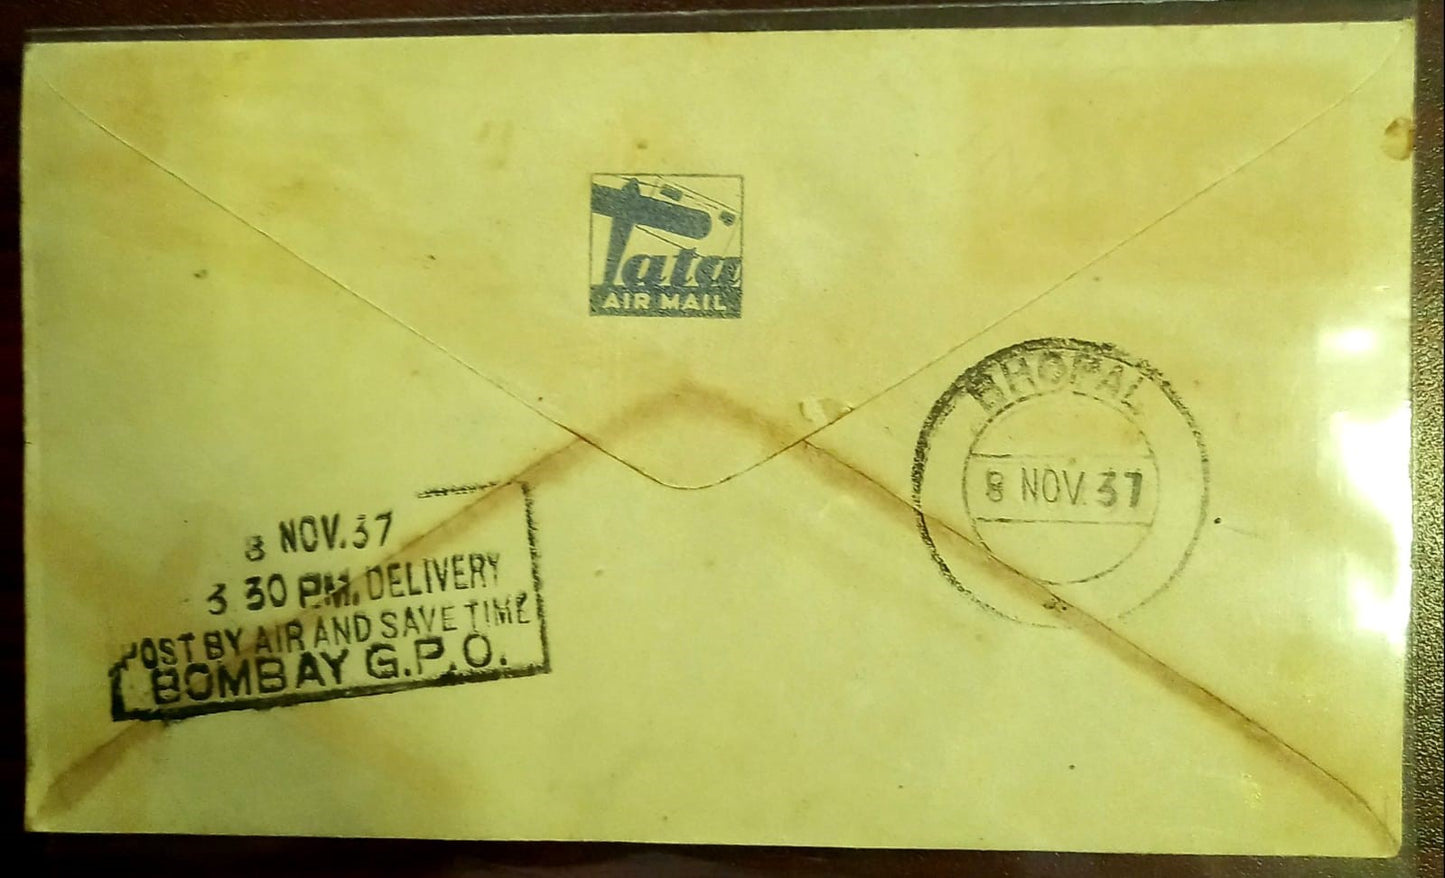 Tata
AIR MAIL
BHOPAL
8 NOV. 37
8 NOV. 37
3 30 P.M. DELIVERY
POST BY AIR AND SAVE TIME
BOMBAY G.P.O.